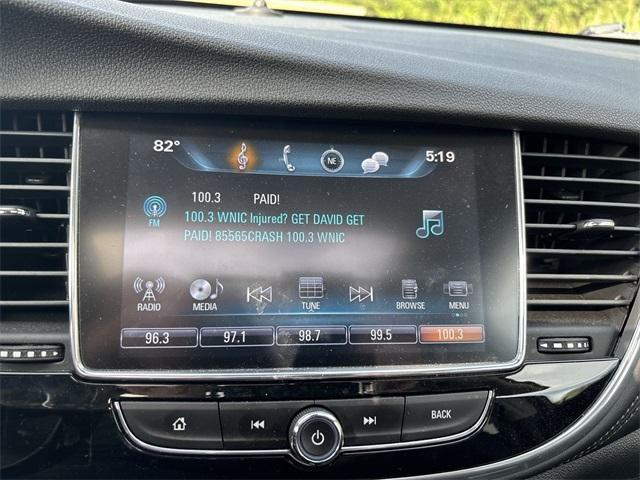 82° NE 5:19
100.3 PAID!
FM 100.3 WNIC Injured? GET DAVID GET
PAID! 85565CRASH 100.3 WNIC
RADIO MEDIA TUNE BROWSE MENU
96.3 97.1 98.7 99.5 100.3
BACK